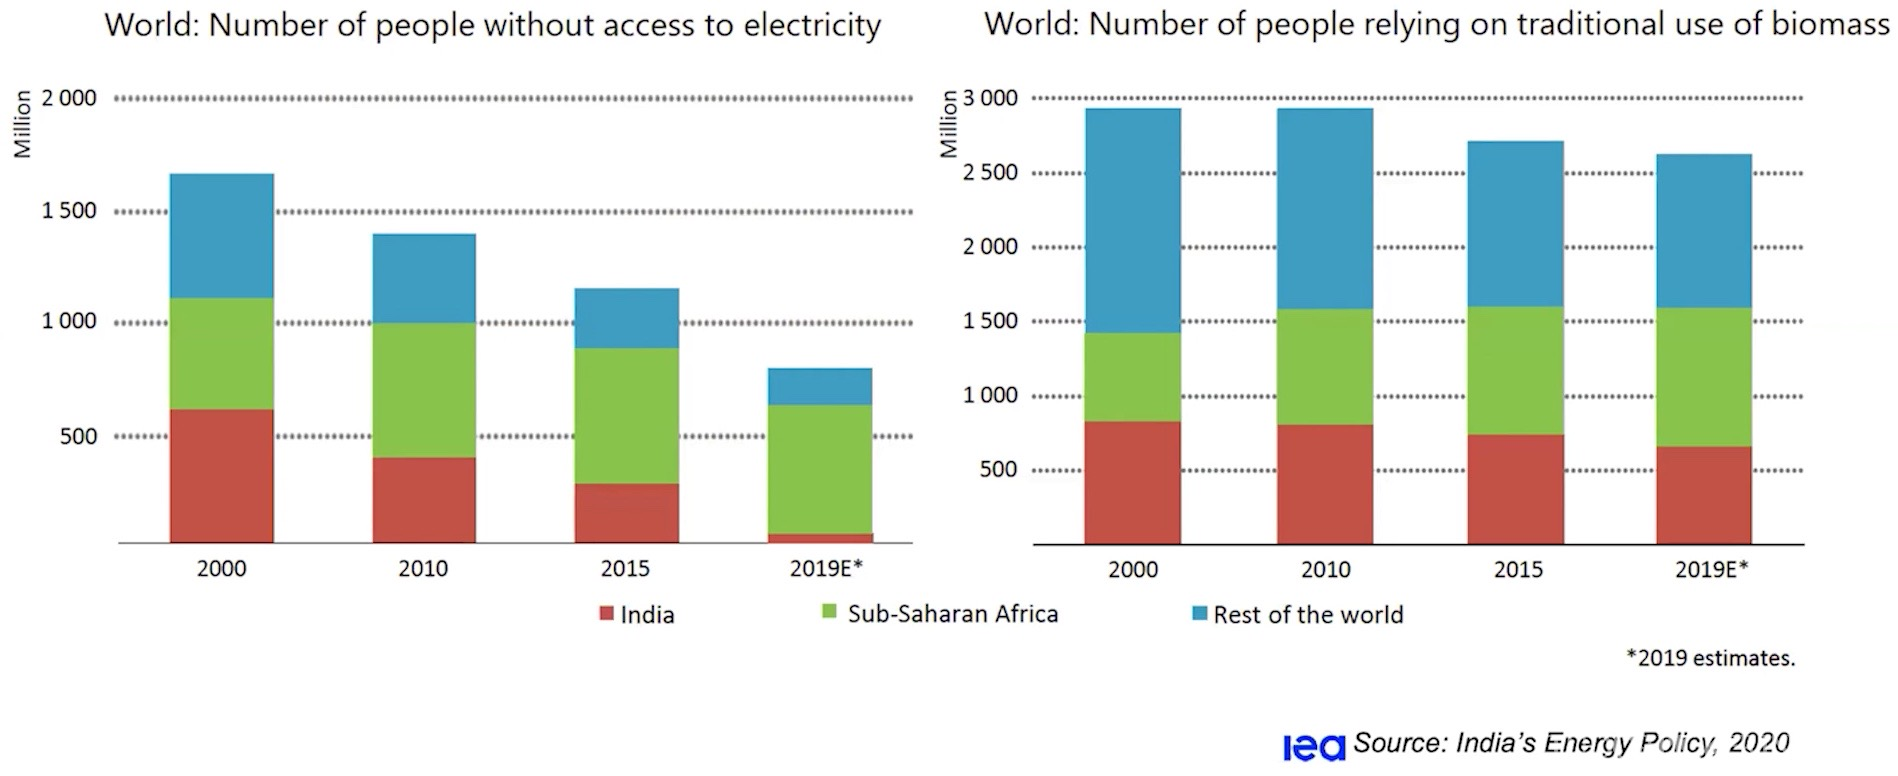 World: Number of people without access to electricity
Million
2 000
1 500
1 000
500
2000
2010
2015
2019E*
World: Number of people relying on traditional use of biomass
Million
3 000
2 500
2 000
1 500
1 000
500
2000
2010
2015
2019E*
India
Sub-Saharan Africa
Rest of the world
*2019 estimates.
iea Source: India's Energy Policy, 2020